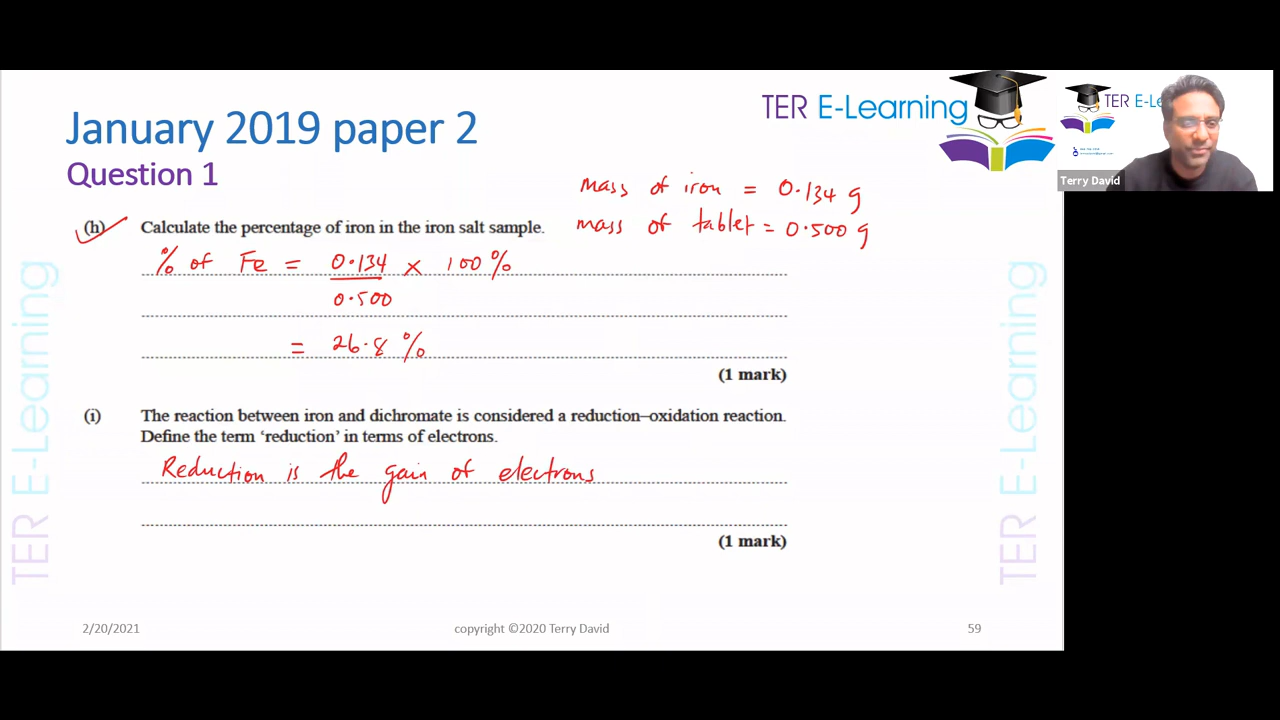 January 2019 paper 2
Question 1
TER E-Learning
TER E-Le
Terry David
mass of iron = 0.134 g
mass of tablet = 0.500 g
(h) Calculate the percentage of iron in the iron salt sample.
% of Fe = 0.134 × 100 %
0.500
= 26.8 %
(1 mark)
(i) The reaction between iron and dichromate is considered a reduction–oxidation reaction.
Define the term ‘reduction’ in terms of electrons.
Reduction is the gain of electrons
(1 mark)
TER E-Learning
TER E-Learning
2/20/2021
copyright ©2020 Terry David
59